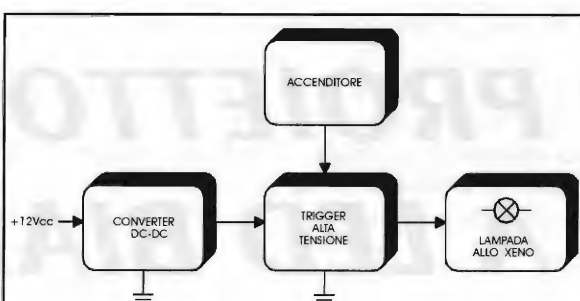 ACCENDITORE
+12Vcc
CONVERTER
DC-DC
TRIGGER
ALTA
TENSIONE
LAMPADA
ALLO XENO